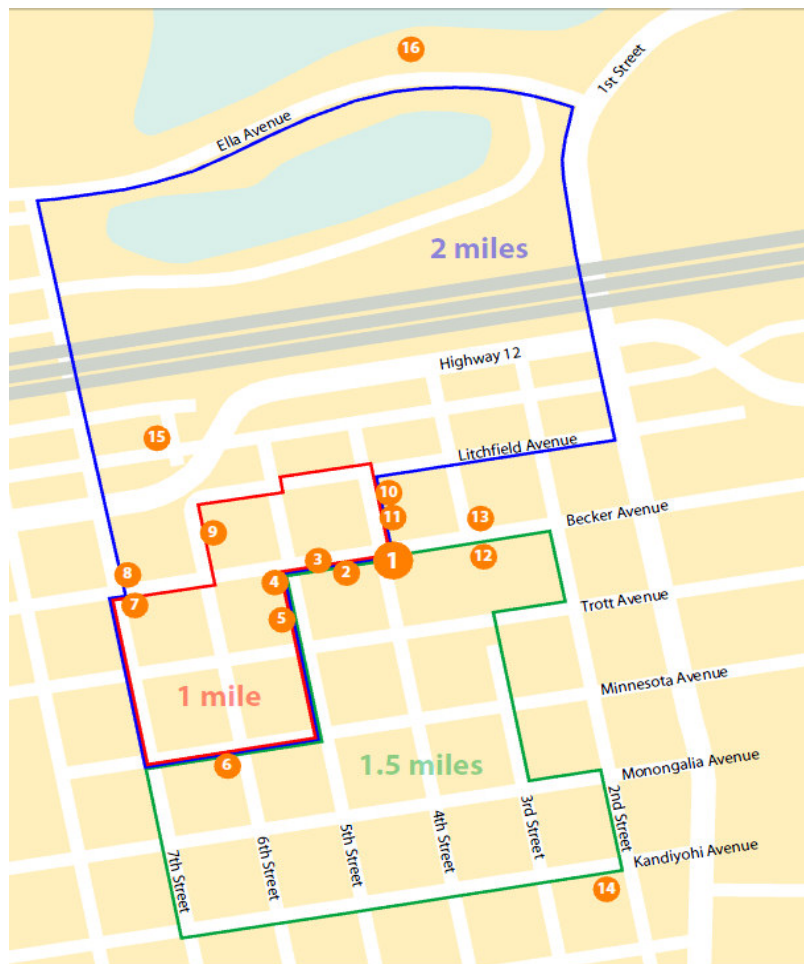 16
1st Street
Ella Avenue
2 miles
Highway 12
15
Litchfield Avenue
10
11
13
9
Becker Avenue
3
1
12
2
8
4
7
5
Trott Avenue
1 mile
Minnesota Avenue
1.5 miles
6
Monongalia Avenue
7th Street
6th Street
5th Street
4th Street
3rd Street
2nd Street
Kandiyohi Avenue
14